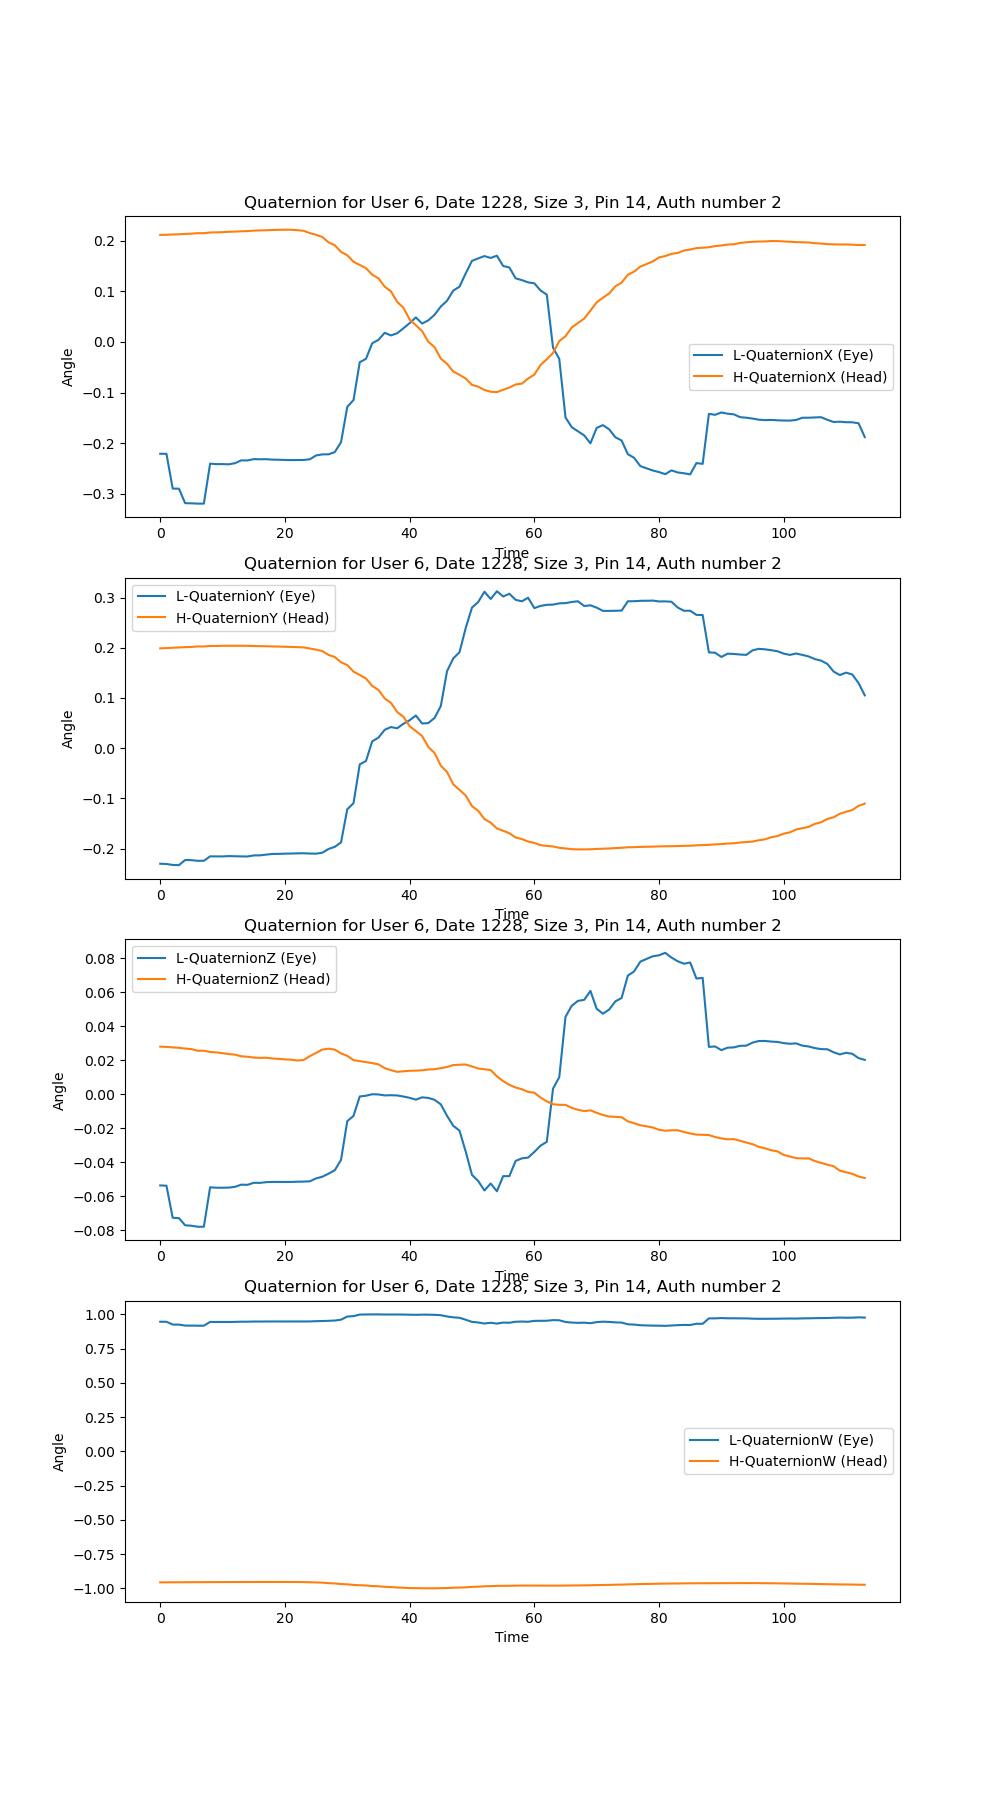 Quaternion for User 6, Date 1228, Size 3, Pin 14, Auth number 2
0.2
0.1
0.0
−0.1
−0.2
−0.3
Angle
L-QuaternionX (Eye)
H-QuaternionX (Head)
0 20 40 60 80 100
Time
Quaternion for User 6, Date 1228, Size 3, Pin 14, Auth number 2
0.3
0.2
0.1
0.0
−0.1
−0.2
Angle
L-QuaternionY (Eye)
H-QuaternionY (Head)
0 20 40 60 80 100
Time
Quaternion for User 6, Date 1228, Size 3, Pin 14, Auth number 2
0.08
0.06
0.04
0.02
0.00
−0.02
−0.04
−0.06
−0.08
Angle
L-QuaternionZ (Eye)
H-QuaternionZ (Head)
0 20 40 60 80 100
Time
Quaternion for User 6, Date 1228, Size 3, Pin 14, Auth number 2
1.00
0.75
0.50
0.25
0.00
−0.25
−0.50
−0.75
−1.00
Angle
L-QuaternionW (Eye)
H-QuaternionW (Head)
0 20 40 60 80 100
Time